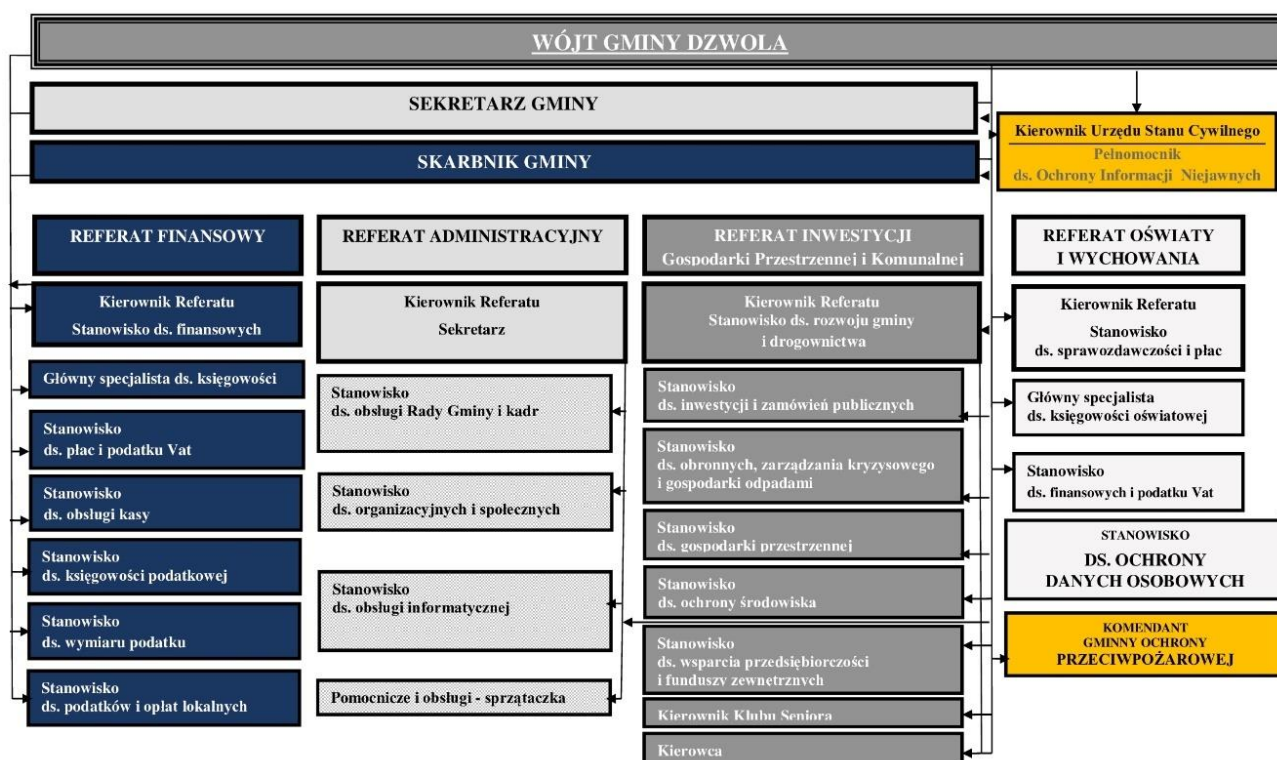 WÓJT GMINY DZWOLA
SEKRETARZ GMINY
SKARBNIK GMINY
Kierownik Urzędu Stanu Cywilnego
Pełnomocnik
ds. Ochrony Informacji Niejawnych
REFERAT FINANSOWY
Kierownik Referatu
Stanowisko ds. finansowych
Główny specjalista ds. księgowości
Stanowisko
ds. płac i podatku Vat
Stanowisko
ds. obsługi kasy
Stanowisko
ds. księgowości podatkowej
Stanowisko
ds. wymiaru podatku
Stanowisko
ds. podatków i opłat lokalnych
REFERAT ADMINISTRACYJNY
Kierownik Referatu
Sekretarz
Stanowisko
ds. obsługi Rady Gminy i kadr
Stanowisko
ds. organizacyjnych i społecznych
Stanowisko
ds. obsługi informatycznej
Pomocnicze i obsługi - sprzątaczka
REFERAT INWESTYCJI
Gospodarki Przestrzennej i Komunalnej
Kierownik Referatu
Stanowisko ds. rozwoju gminy
i drogownictwa
Stanowisko
ds. inwestycji i zamówień publicznych
Stanowisko
ds. obronnych, zarządzania kryzysowego
i gospodarki odpadami
Stanowisko
ds. gospodarki przestrzennej
Stanowisko
ds. ochrony środowiska
Stanowisko
ds. wsparcia przedsiębiorczości
i funduszy zewnętrznych
Kierownik Klubu Seniora
Kierowca
REFERAT OŚWIATY
I WYCHOWANIA
Kierownik Referatu
Stanowisko
ds. sprawozdawczości i płac
Główny specjalista
ds. księgowości oświatowej
Stanowisko
ds. finansowych i podatku Vat
STANOWISKO
DS. OCHRONY
DANYCH OSOBOWYCH
KOMENDANT
GMINNY OCHRONY
PRZECIWPOŻAROWEJ